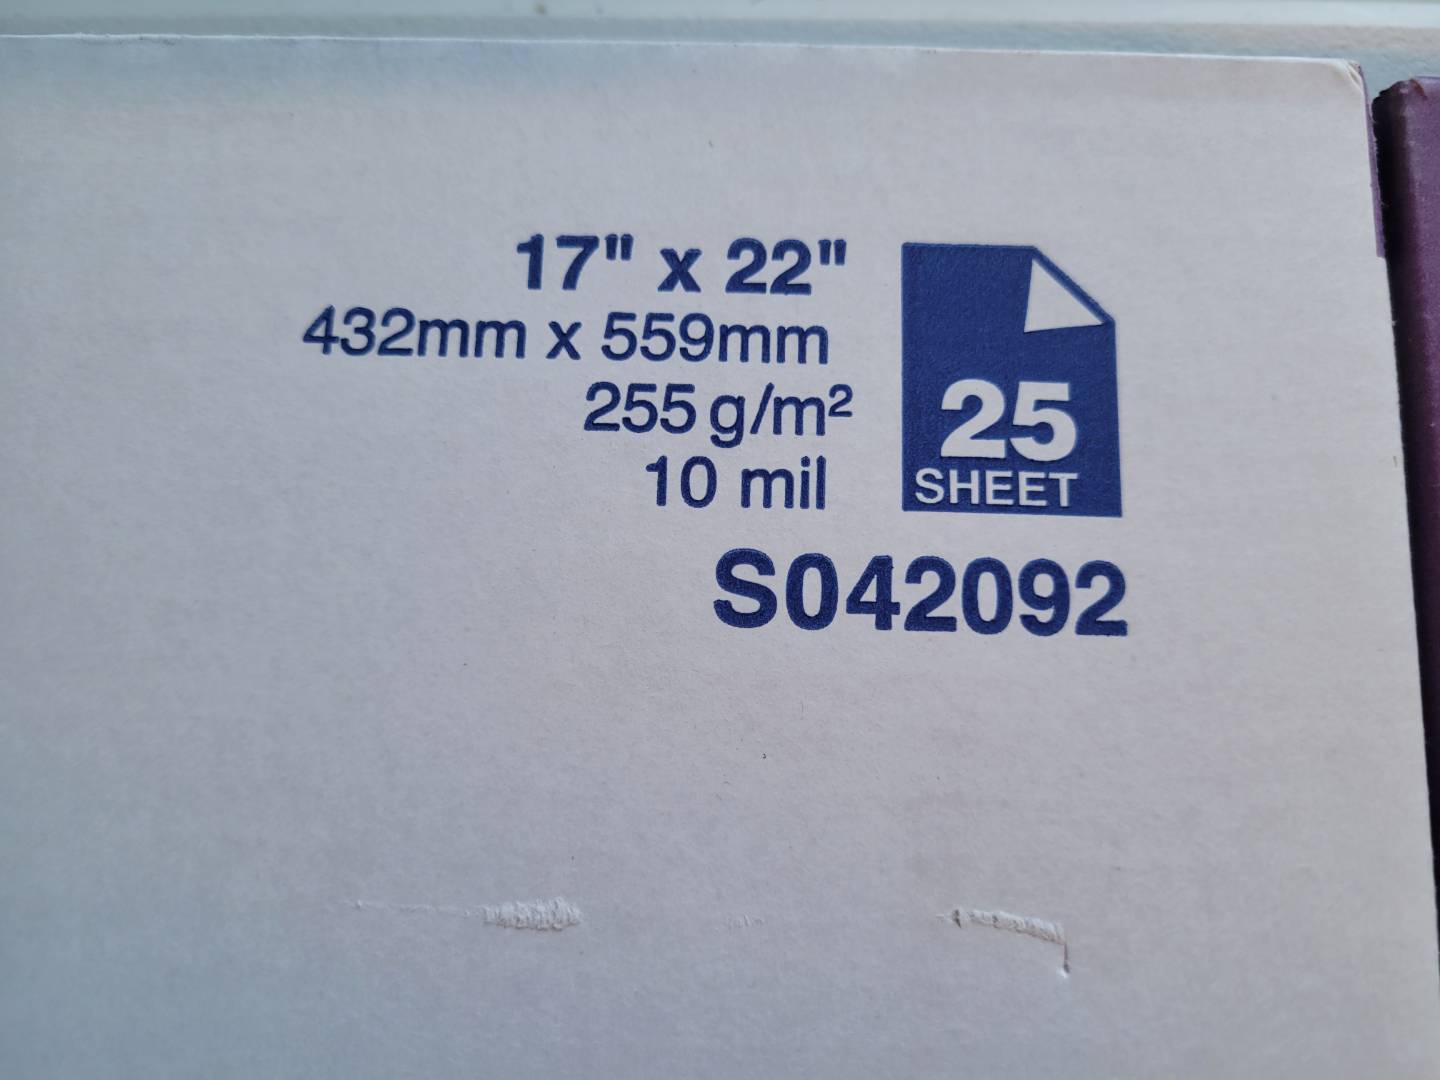 17" x 22"
432mm x 559mm
255 g/m²
10 mil
25
SHEET
S042092